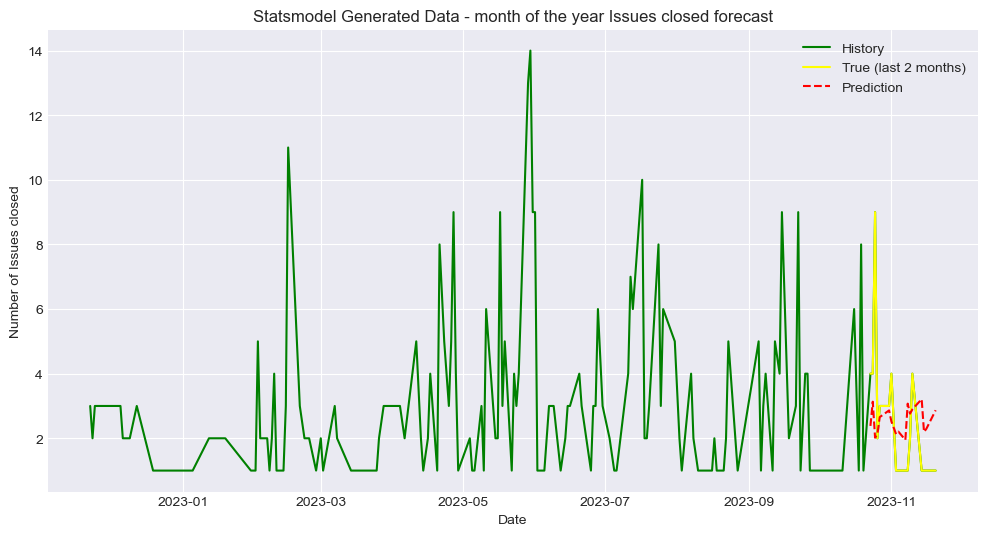 Statsmodel Generated Data - month of the year Issues closed forecast
History
True (last 2 months)
Prediction
Number of Issues closed
14
12
10
8
6
4
2
2023-01
2023-03
2023-05
2023-07
2023-09
2023-11
Date